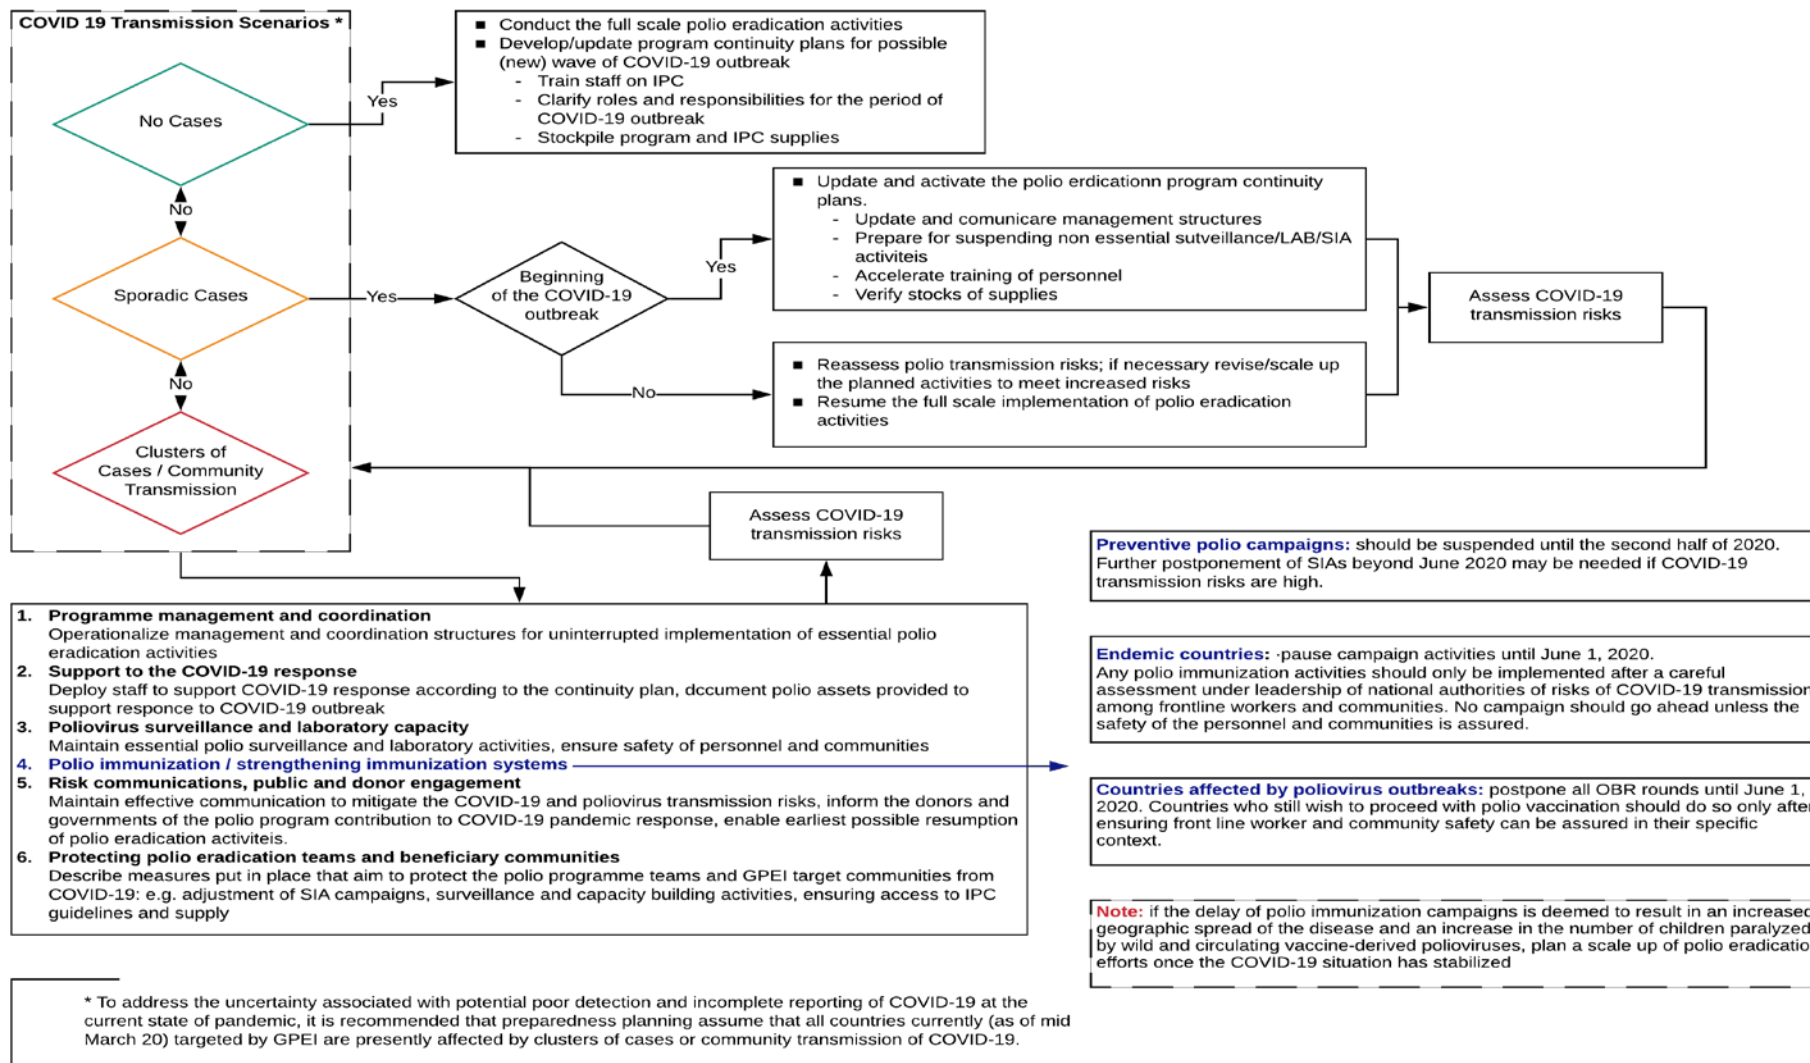 COVID 19 Transmission Scenarios *
No Cases
No
Sporadic Cases
No
Clusters of
Cases / Community
Transmission
Yes
■ Conduct the full scale polio eradication activities
■ Develop/update program continuity plans for possible
(new) wave of COVID-19 outbreak
- Train staff on IPC
- Clarify roles and responsibilities for the period of
COVID-19 outbreak
- Stockpile program and IPC supplies
Yes
Beginning
of the COVID-19
outbreak
Yes
■ Update and activate the polio erdicationn program continuity
plans.
- Update and comunicare management structures
- Prepare for suspending non essential sutveillance/LAB/SIA
activiteis
- Accelerate training of personnel
- Verify stocks of supplies
No
■ Reassess polio transmission risks; if necessary revise/scale up
the planned activities to meet increased risks
■ Resume the full scale implementation of polio eradication
activities
Assess COVID-19
transmission risks
Assess COVID-19
transmission risks
1. Programme management and coordination
Operationalize management and coordination structures for uninterrupted implementation of essential polio
eradication activities
2. Support to the COVID-19 response
Deploy staff to support COVID-19 response according to the continuity plan, dccument polio assets provided to
support responce to COVID-19 outbreak
3. Poliovirus surveillance and laboratory capacity
Maintain essential polio surveillance and laboratory activities, ensure safety of personnel and communities
4. Polio immunization / strengthening immunization systems
5. Risk communications, public and donor engagement
Maintain effective communication to mitigate the COVID-19 and poliovirus transmission risks, inform the donors and
governments of the polio program contribution to COVID-19 pandemic response, enable earliest possible resumption
of polio eradication activiteis.
6. Protecting polio eradication teams and beneficiary communities
Describe measures put in place that aim to protect the polio programme teams and GPEI target communities from
COVID-19: e.g. adjustment of SIA campaigns, surveillance and capacity building activities, ensuring access to IPC
guidelines and supply
Preventive polio campaigns: should be suspended until the second half of 2020.
Further postponement of SIAs beyond June 2020 may be needed if COVID-19
transmission risks are high.
Endemic countries: ·pause campaign activities until June 1, 2020.
Any polio immunization activities should only be implemented after a careful
assessment under leadership of national authorities of risks of COVID-19 transmission
among frontline workers and communities. No campaign should go ahead unless the
safety of the personnel and communities is assured.
Countries affected by poliovirus outbreaks: postpone all OBR rounds until June 1,
2020. Countries who still wish to proceed with polio vaccination should do so only after
ensuring front line worker and community safety can be assured in their specific
context.
Note: if the delay of polio immunization campaigns is deemed to result in an increased
geographic spread of the disease and an increase in the number of children paralyzed
by wild and circulating vaccine-derived polioviruses, plan a scale up of polio eradicatio
efforts once the COVID-19 situation has stabilized
* To address the uncertainty associated with potential poor detection and incomplete reporting of COVID-19 at the
current state of pandemic, it is recommended that preparedness planning assume that all countries currently (as of mid
March 20) targeted by GPEI are presently affected by clusters of cases or community transmission of COVID-19.